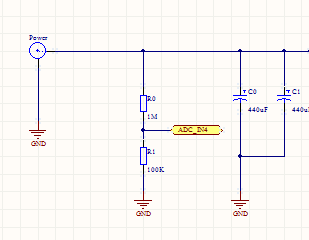 Power
R0
1M
ADC_IN4
R1
100K
C0
440uF
C1
440u
GND
GND
GND